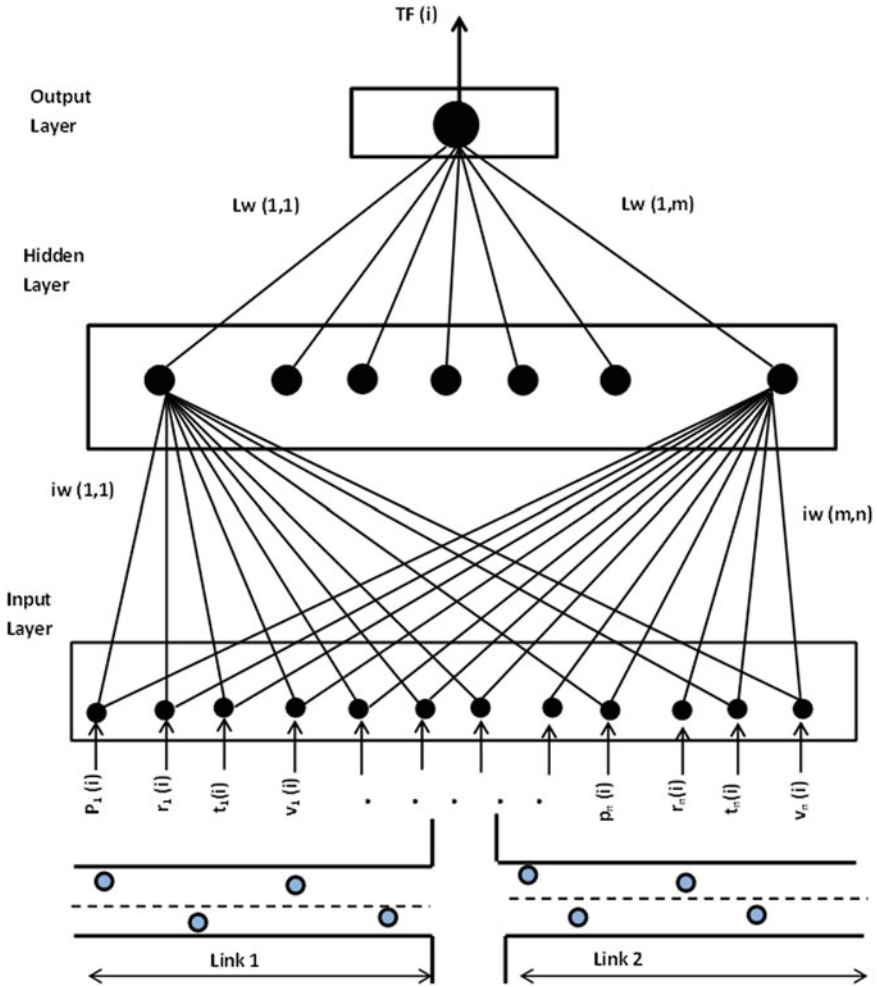 TF (i)
Output
Layer
Lw (1,1)
Lw (1,m)
Hidden
Layer
iw (1,1)
iw (m,n)
Input
Layer
P₁ (i)
r₁ (i)
t₁(i)
v₁ (i)
. . . . .
pₙ (i)
rₙ(i)
tₙ(i)
vₙ (i)
Link 1
Link 2